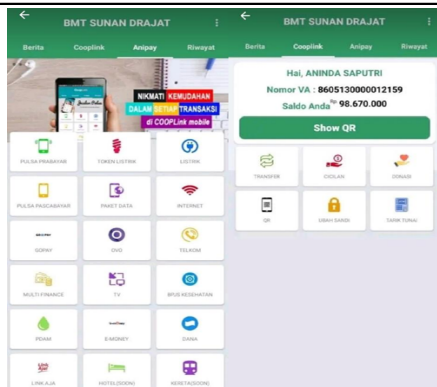 BMT SUNAN DRAJAT
Berita Cooplink Anipay Riwayat
NIKMATI KEMUDAHAN
DALAM SETIAP TRANSAKSI
di COOPLink mobile
PULSA PRABAYAR TOKEN LISTRIK LISTRIK
PULSA PASCABAYAR PAKET DATA INTERNET
GOPAY OVO TELKOM
MULTI FINANCE TV BPJS KESEHATAN
PDAM E-MONEY DANA
LINK AJA HOTEL(SOON) KERETA(SOON)
BMT SUNAN DRAJAT
Berita Cooplink Anipay Riwayat
Hai, ANINDA SAPUTRI
Nomor VA : 8605130000012159
Saldo Anda Rp 98.670.000
Show QR
TRANSFER CICILAN DONASI
QR UBAH SANDI TARIK TUNAI